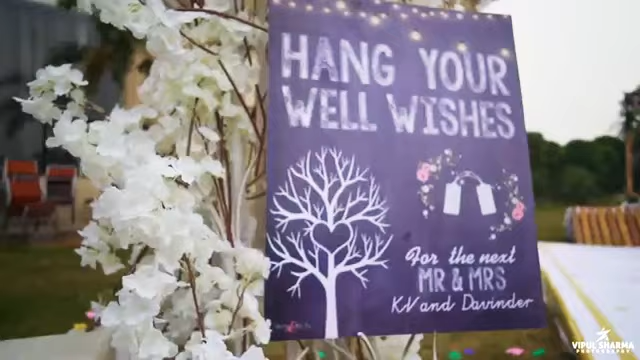 HANG YOUR
WELL WISHES
For the next
MR & MRS
KV and Davinder
VIPUL SHARMA
PHOTOGRAPHY